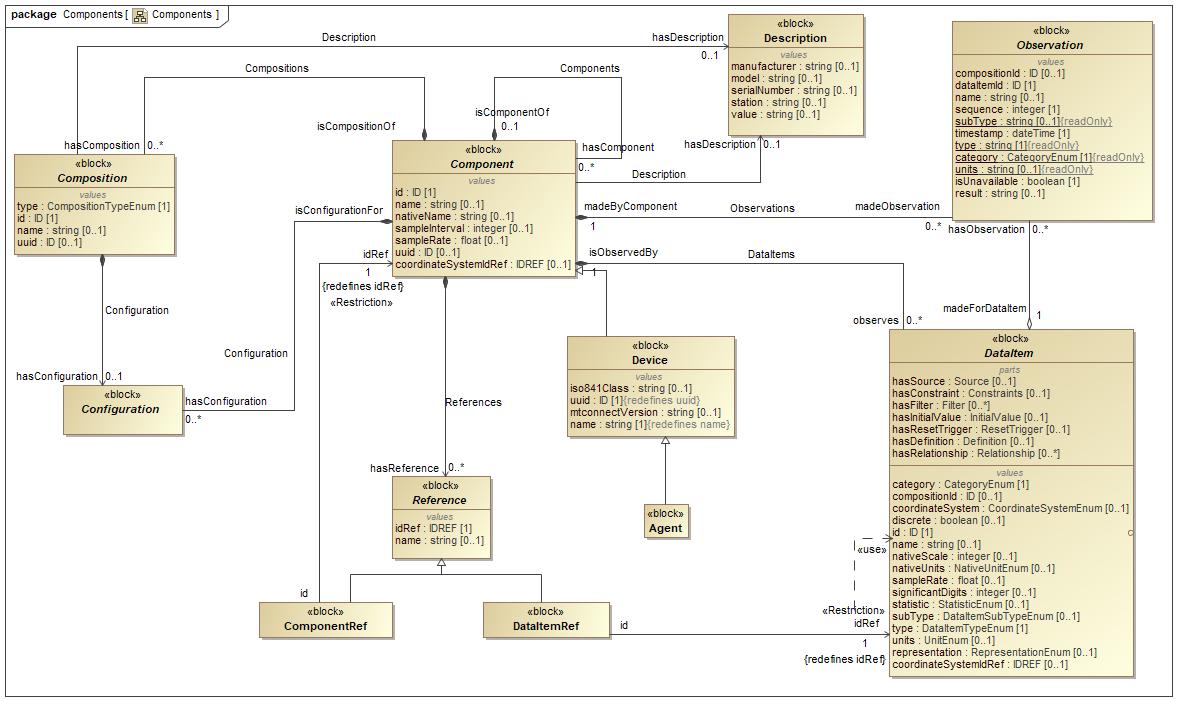 package Components [ Components ]
Description
hasDescription
0..1
Compositions
Components
isComponentOf
0..1
isCompositionOf
hasComposition 0..*
hasComponent
0..*
hasDescription 0..1
Description
«block»
Description
values
manufacturer : string [0..1]
model : string [0..1]
serialNumber : string [0..1]
station : string [0..1]
value : string [0..1]
«block»
Observation
values
compositionId : ID [0..1]
dataItemId : ID [1]
name : string [0..1]
sequence : integer [1]
subType : string [0..1]{readOnly}
timestamp : dateTime [1]
type : string [1]{readOnly}
category : CategoryEnum [1]{readOnly}
units : string [0..1]{readOnly}
isUnavailable : boolean [1]
result : string [0..1]
«block»
Composition
values
type : CompositionTypeEnum [1]
id : ID [1]
name : string [0..1]
uuid : ID [0..1]
«block»
Component
values
id : ID [1]
name : string [0..1]
nativeName : string [0..1]
sampleInterval : integer [0..1]
sampleRate : float [0..1]
uuid : ID [0..1]
coordinateSystemIdRef : IDREF [0..1]
isConfigurationFor
madeByComponent
1
Observations
madeObservation
0..*
hasObservation 0..*
idRef
1
{redefines idRef}
«Restriction»
isObservedBy
1
DataItems
observes 0..*
madeForDataItem
1
Configuration
hasConfiguration 0..1
Configuration
hasConfiguration
0..*
«block»
Configuration
References
hasReference 0..*
«block»
Device
values
iso841Class : string [0..1]
uuid : ID [1]{redefines uuid}
mtconnectVersion : string [0..1]
name : string [1]{redefines name}
«block»
Agent
«block»
Reference
values
idRef : IDREF [1]
name : string [0..1]
id
«block»
ComponentRef
«block»
DataItemRef
id
«use»
«Restriction»
idRef
1
{redefines idRef}
«block»
DataItem
parts
hasSource : Source [0..1]
hasConstraint : Constraints [0..1]
hasFilter : Filter [0..*]
hasInitialValue : InitialValue [0..1]
hasResetTrigger : ResetTrigger [0..1]
hasDefinition : Definition [0..1]
hasRelationship : Relationship [0..*]
values
category : CategoryEnum [1]
compositionId : ID [0..1]
coordinateSystem : CoordinateSystemEnum [0..1]
discrete : boolean [0..1]
id : ID [1]
name : string [0..1]
nativeScale : integer [0..1]
nativeUnits : NativeUnitEnum [0..1]
sampleRate : float [0..1]
significantDigits : integer [0..1]
statistic : StatisticEnum [0..1]
subType : DataItemSubTypeEnum [0..1]
type : DataItemTypeEnum [1]
units : UnitEnum [0..1]
representation : RepresentationEnum [0..1]
coordinateSystemIdRef : IDREF [0..1]